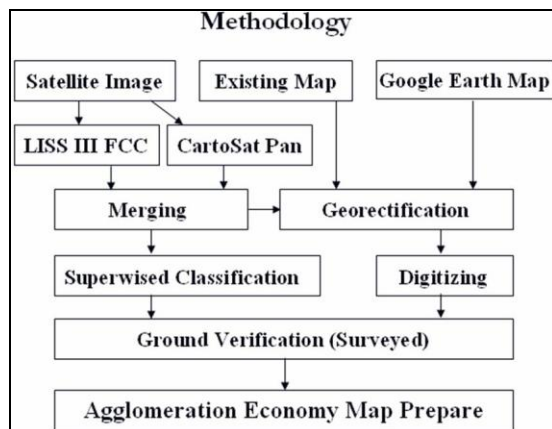 Methodology
Satellite Image
Existing Map
Google Earth Map
LISS III FCC
CartoSat Pan
Merging
Georectification
Superwised Classification
Digitizing
Ground Verification (Surveyed)
Agglomeration Economy Map Prepare